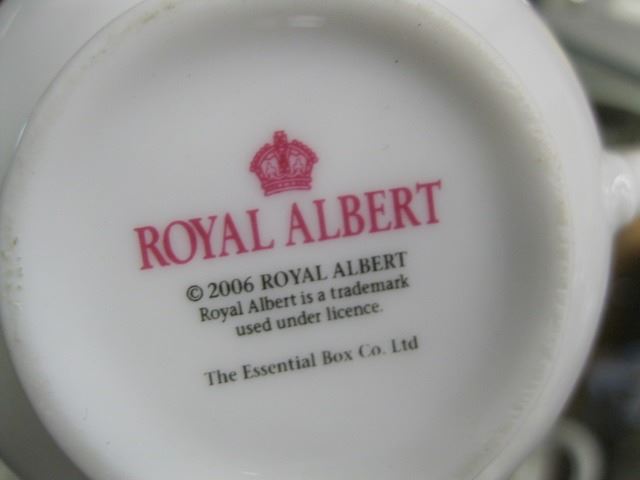 ROYAL ALBERT
© 2006 ROYAL ALBERT
Royal Albert is a trademark
used under licence.
The Essential Box Co. Ltd